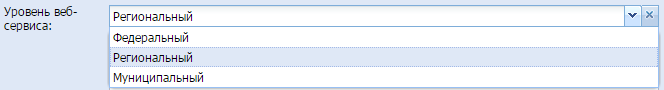 Уровень веб-
сервиса:
Региональный
Федеральный
Региональный
Муниципальный